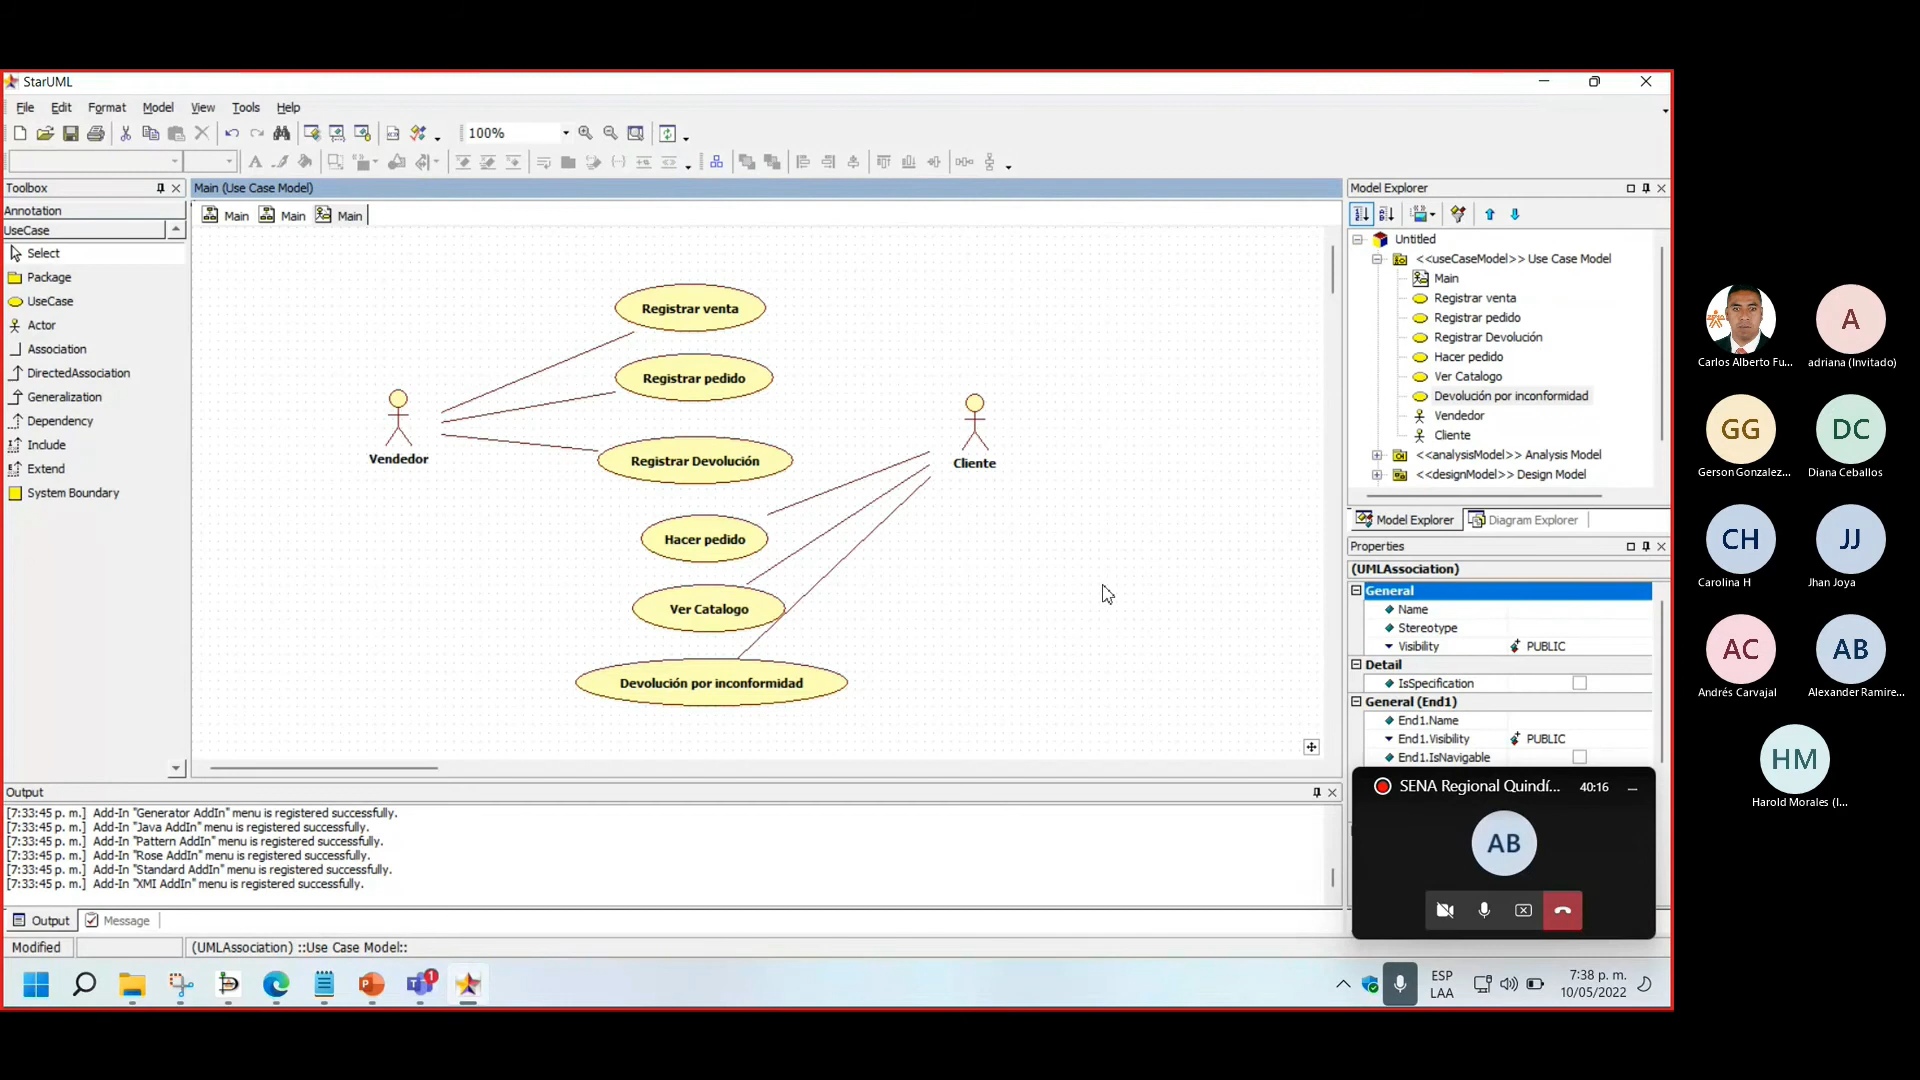 StarUML
File Edit Format Model View Tools Help
100%
Toolbox
Annotation
UseCase
Select
Package
UseCase
Actor
Association
DirectedAssociation
Generalization
Dependency
Include
Extend
System Boundary
Main (Use Case Model)
Main Main Main
Registrar venta
Registrar pedido
Vendedor
Registrar Devolución
Cliente
Hacer pedido
Ver Catalogo
Devolución por inconformidad
Model Explorer
Untitled
<<useCaseModel>> Use Case Model
Main
Registrar venta
Registrar pedido
Registrar Devolución
Hacer pedido
Ver Catalogo
Devolución por inconformidad
Vendedor
Cliente
<<analysisModel>> Analysis Model
<<designModel>> Design Model
Model Explorer Diagram Explorer
Properties
(UMLAssociation)
General
Name
Stereotype
Visibility PUBLIC
Detail
IsSpecification
General (End1)
End1.Name
End1.Visibility PUBLIC
End1.IsNavigable
SENA Regional Quindí... 40:16
AB
Output
[7:33:45 p. m.] Add-In "Generator AddIn" menu is registered successfully.
[7:33:45 p. m.] Add-In "Java AddIn" menu is registered successfully.
[7:33:45 p. m.] Add-In "Pattern AddIn" menu is registered successfully.
[7:33:45 p. m.] Add-In "Rose AddIn" menu is registered successfully.
[7:33:45 p. m.] Add-In "Standard AddIn" menu is registered successfully.
[7:33:45 p. m.] Add-In "XMI AddIn" menu is registered successfully.
Output Message
Modified (UMLAssociation) ::Use Case Model::
1
ESP
LAA
7:38 p. m.
10/05/2022
A
Carlos Alberto Fu... adriana (Invitado)
GG DC
Gerson Gonzalez... Diana Ceballos
CH JJ
Carolina H Jhan Joya
AC AB
Andrés Carvajal Alexander Ramire...
HM
Harold Morales (I...